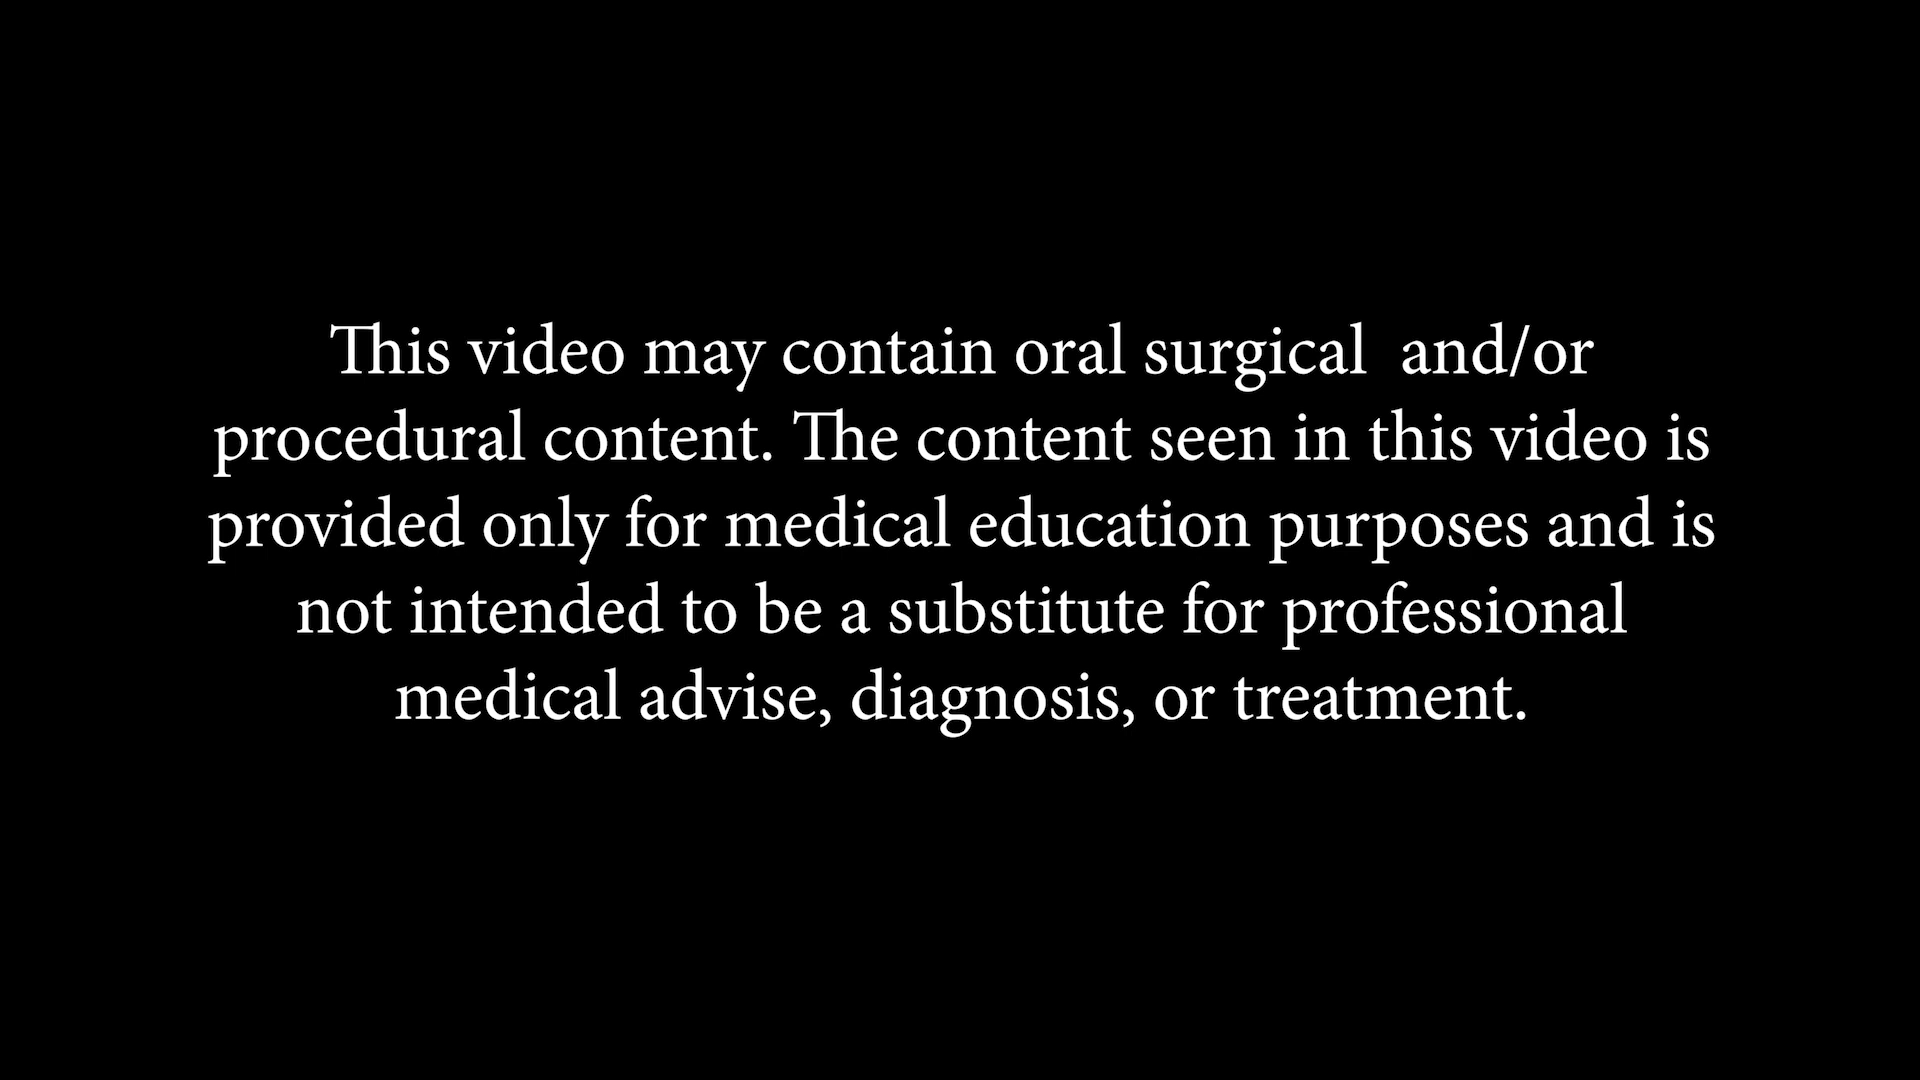 This video may contain oral surgical  and/or
procedural content. The content seen in this video is
provided only for medical education purposes and is
not intended to be a substitute for professional
medical advise, diagnosis, or treatment.